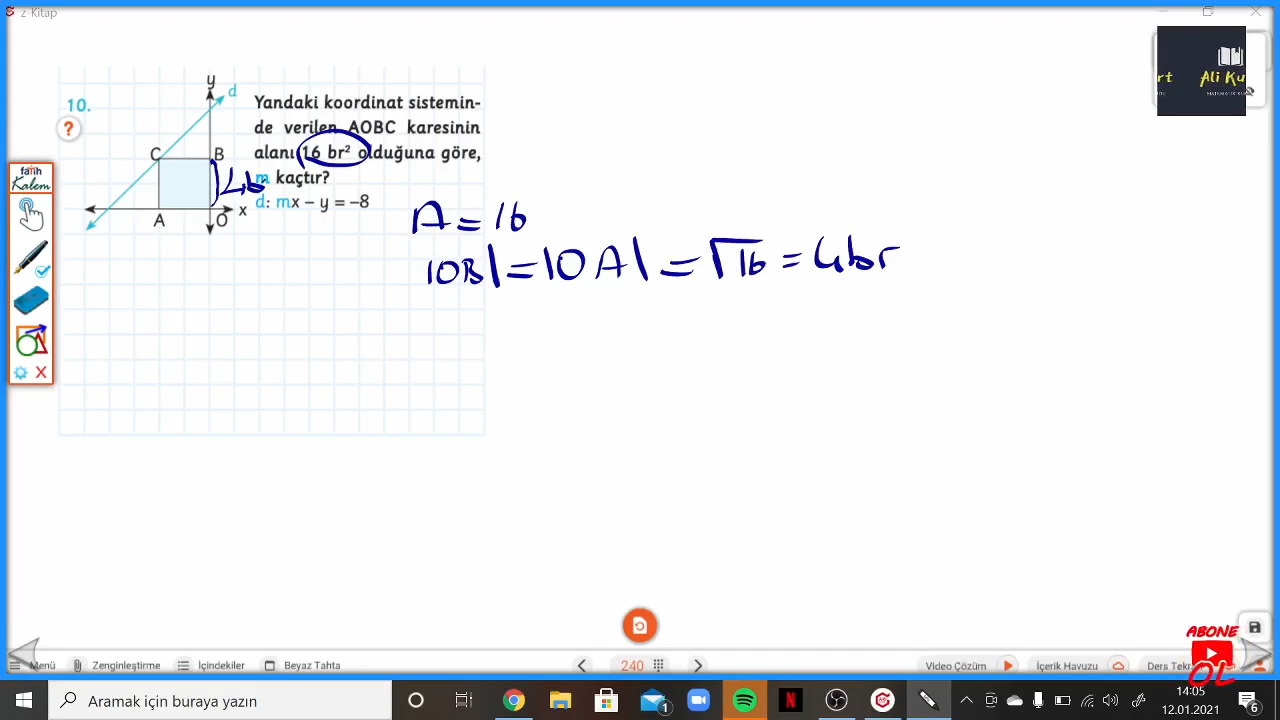 z-Kitap
Ali Ku
10.
?
y
d
C
B
A
O
x
Yandaki koordinat sistemin-
de verilen AOBC karesinin
alanı 16 br² olduğuna göre,
m kaçtır?
d: mx – y = –8
4b
A = 16
|OB| = |OA| = √16 = 4br
fatih
Kalem
ABONE
OL
Menü
Zenginleştirme
İçindekiler
Beyaz Tahta
240
Video Çözüm
İçerik Havuzu
Ders Tekr
Aramak için buraya yazın
1
14:05
12.01.2021
6